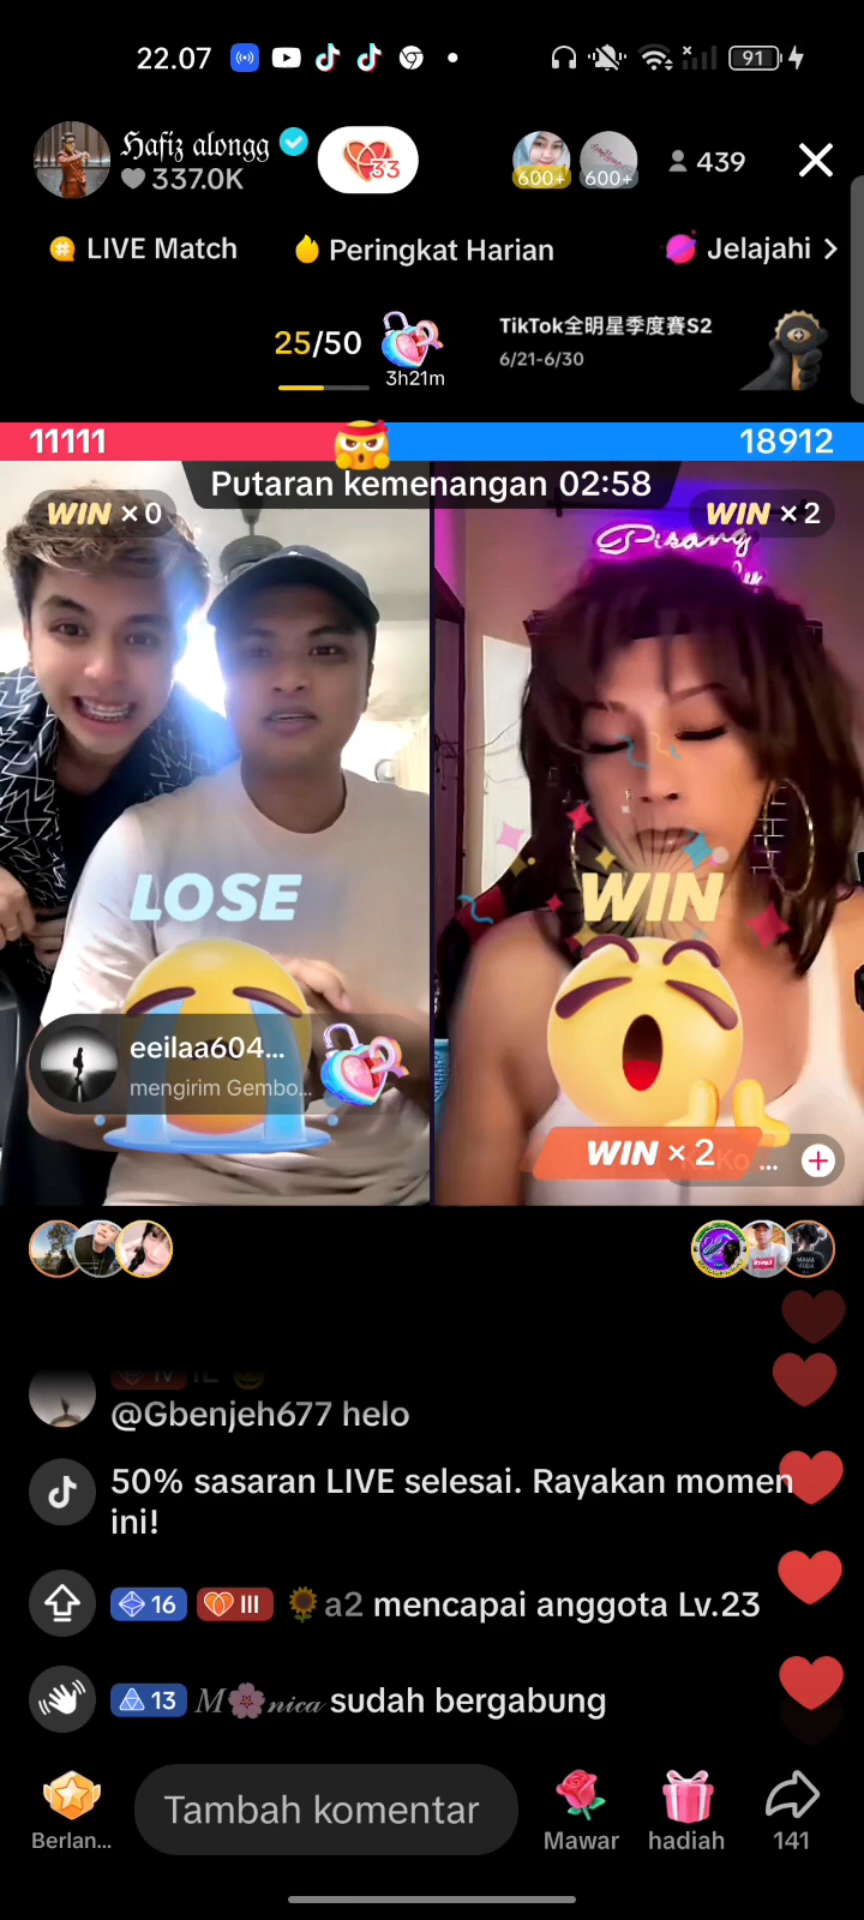 22.07
91
Hafiz alongg
337.0K
33
600+
600+
439
LIVE Match
Peringkat Harian
Jelajahi
25/50
3h21m
TikTok全明星季度賽S2
6/21-6/30
11111
18912
Putaran kemenangan 02:58
WIN × 0
WIN × 2
Pisang
LOSE
WIN
eeilaa604...
mengirim Gembo...
WIN × 2
...
@Gbenjeh677 helo
50% sasaran LIVE selesai. Rayakan momen
ini!
16 III 🌻a2 mencapai anggota Lv.23
13 M🌸nica sudah bergabung
Berlan...
Tambah komentar
Mawar
hadiah
141